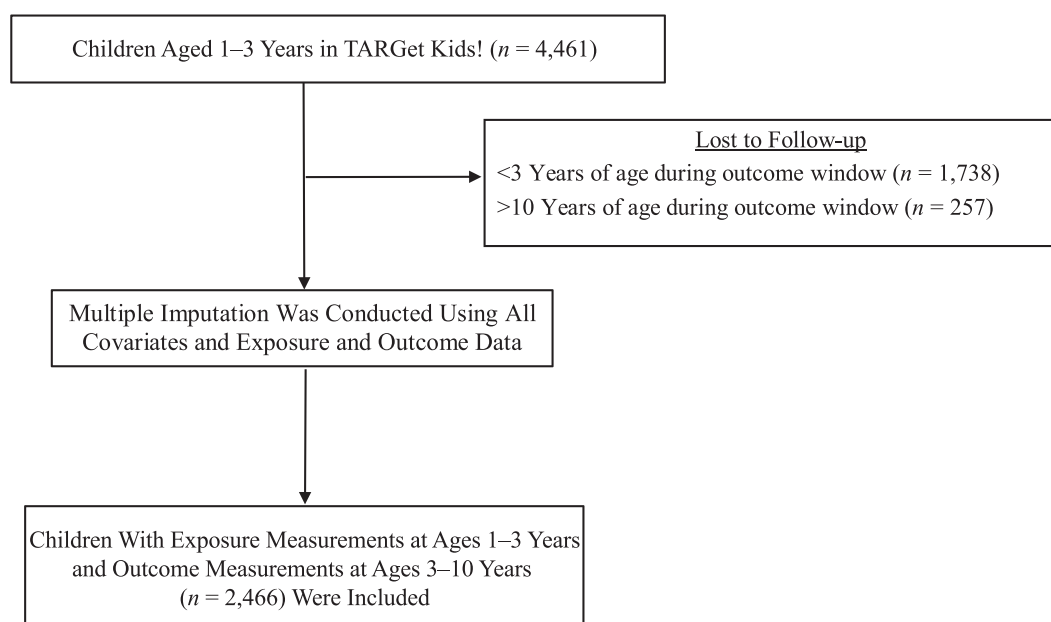 Children Aged 1–3 Years in TARGet Kids! (n = 4,461)
Lost to Follow-up
<3 Years of age during outcome window (n = 1,738)
>10 Years of age during outcome window (n = 257)
Multiple Imputation Was Conducted Using All
Covariates and Exposure and Outcome Data
Children With Exposure Measurements at Ages 1–3 Years
and Outcome Measurements at Ages 3–10 Years
(n = 2,466) Were Included